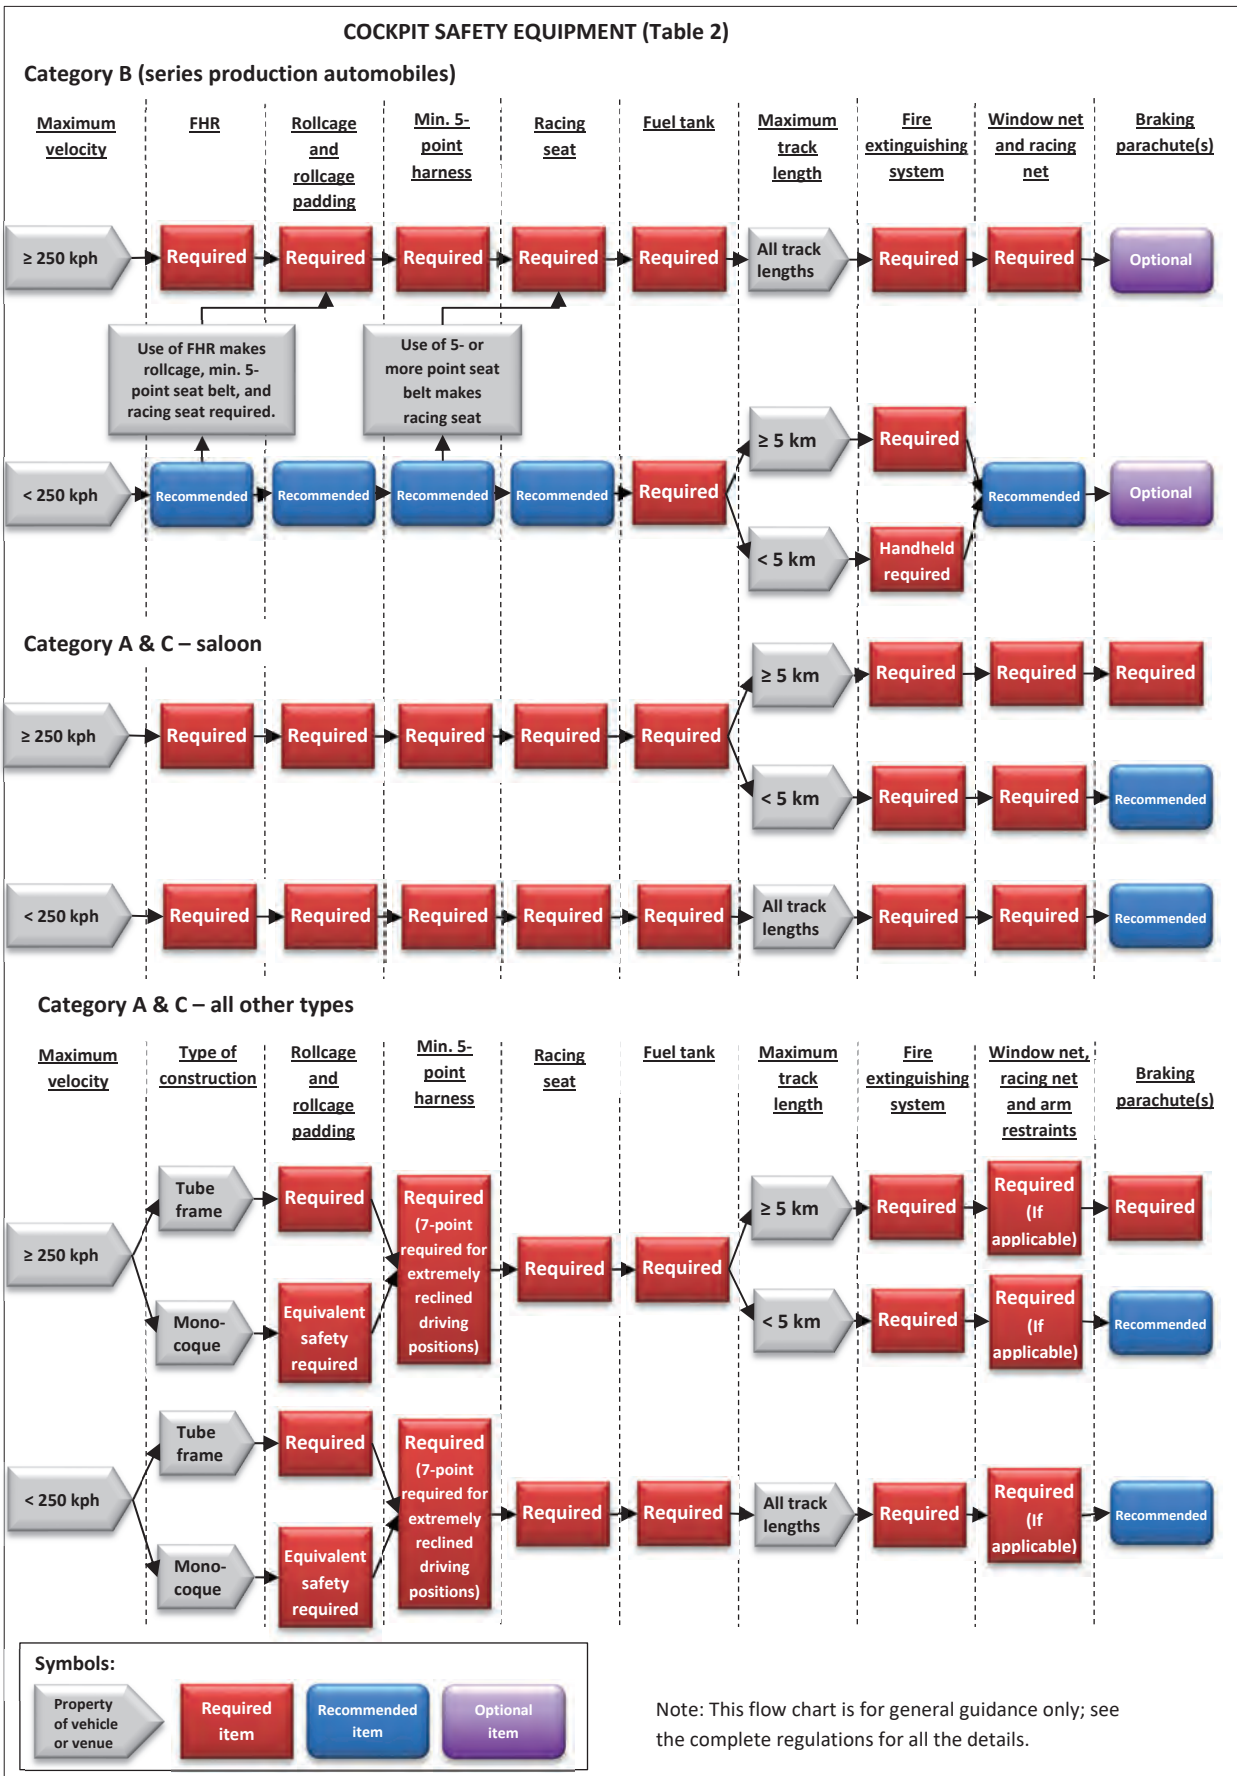 COCKPIT SAFETY EQUIPMENT (Table 2)
Category B (series production automobiles)
Maximum
velocity
FHR
Rollcage
and
rollcage
padding
Min. 5-
point
harness
Racing
seat
Fuel tank
Maximum
track
length
Fire
extinguishing
system
Window net
and racing
net
Braking
parachute(s)
≥ 250 kph
Required
Required
Required
Required
Required
All track
lengths
Required
Required
Optional
Use of FHR makes
rollcage, min. 5-
point seat belt, and
racing seat required.
Use of 5- or
more point seat
belt makes
racing seat
< 250 kph
Recommended
Recommended
Recommended
Recommended
Required
≥ 5 km
Required
< 5 km
Handheld
required
Recommended
Optional
Category A & C – saloon
≥ 250 kph
Required
Required
Required
Required
Required
≥ 5 km
Required
Required
Required
< 5 km
Required
Required
Recommended
< 250 kph
Required
Required
Required
Required
Required
All track
lengths
Required
Required
Recommended
Category A & C – all other types
Maximum
velocity
Type of
construction
Rollcage
and
rollcage
padding
Min. 5-
point
harness
Racing
seat
Fuel tank
Maximum
track
length
Fire
extinguishing
system
Window net,
racing net
and arm
restraints
Braking
parachute(s)
≥ 250 kph
Tube
frame
Required
Mono-
coque
Equivalent
safety
required
Required
(7-point
required for
extremely
reclined
driving
positions)
Required
Required
≥ 5 km
Required
Required
(If
applicable)
Required
< 5 km
Required
Required
(If
applicable)
Recommended
< 250 kph
Tube
frame
Required
Mono-
coque
Equivalent
safety
required
Required
(7-point
required for
extremely
reclined
driving
positions)
Required
Required
All track
lengths
Required
Required
(If
applicable)
Recommended
Symbols:
Property
of vehicle
or venue
Required
item
Recommended
item
Optional
item
Note: This flow chart is for general guidance only; see
the complete regulations for all the details.